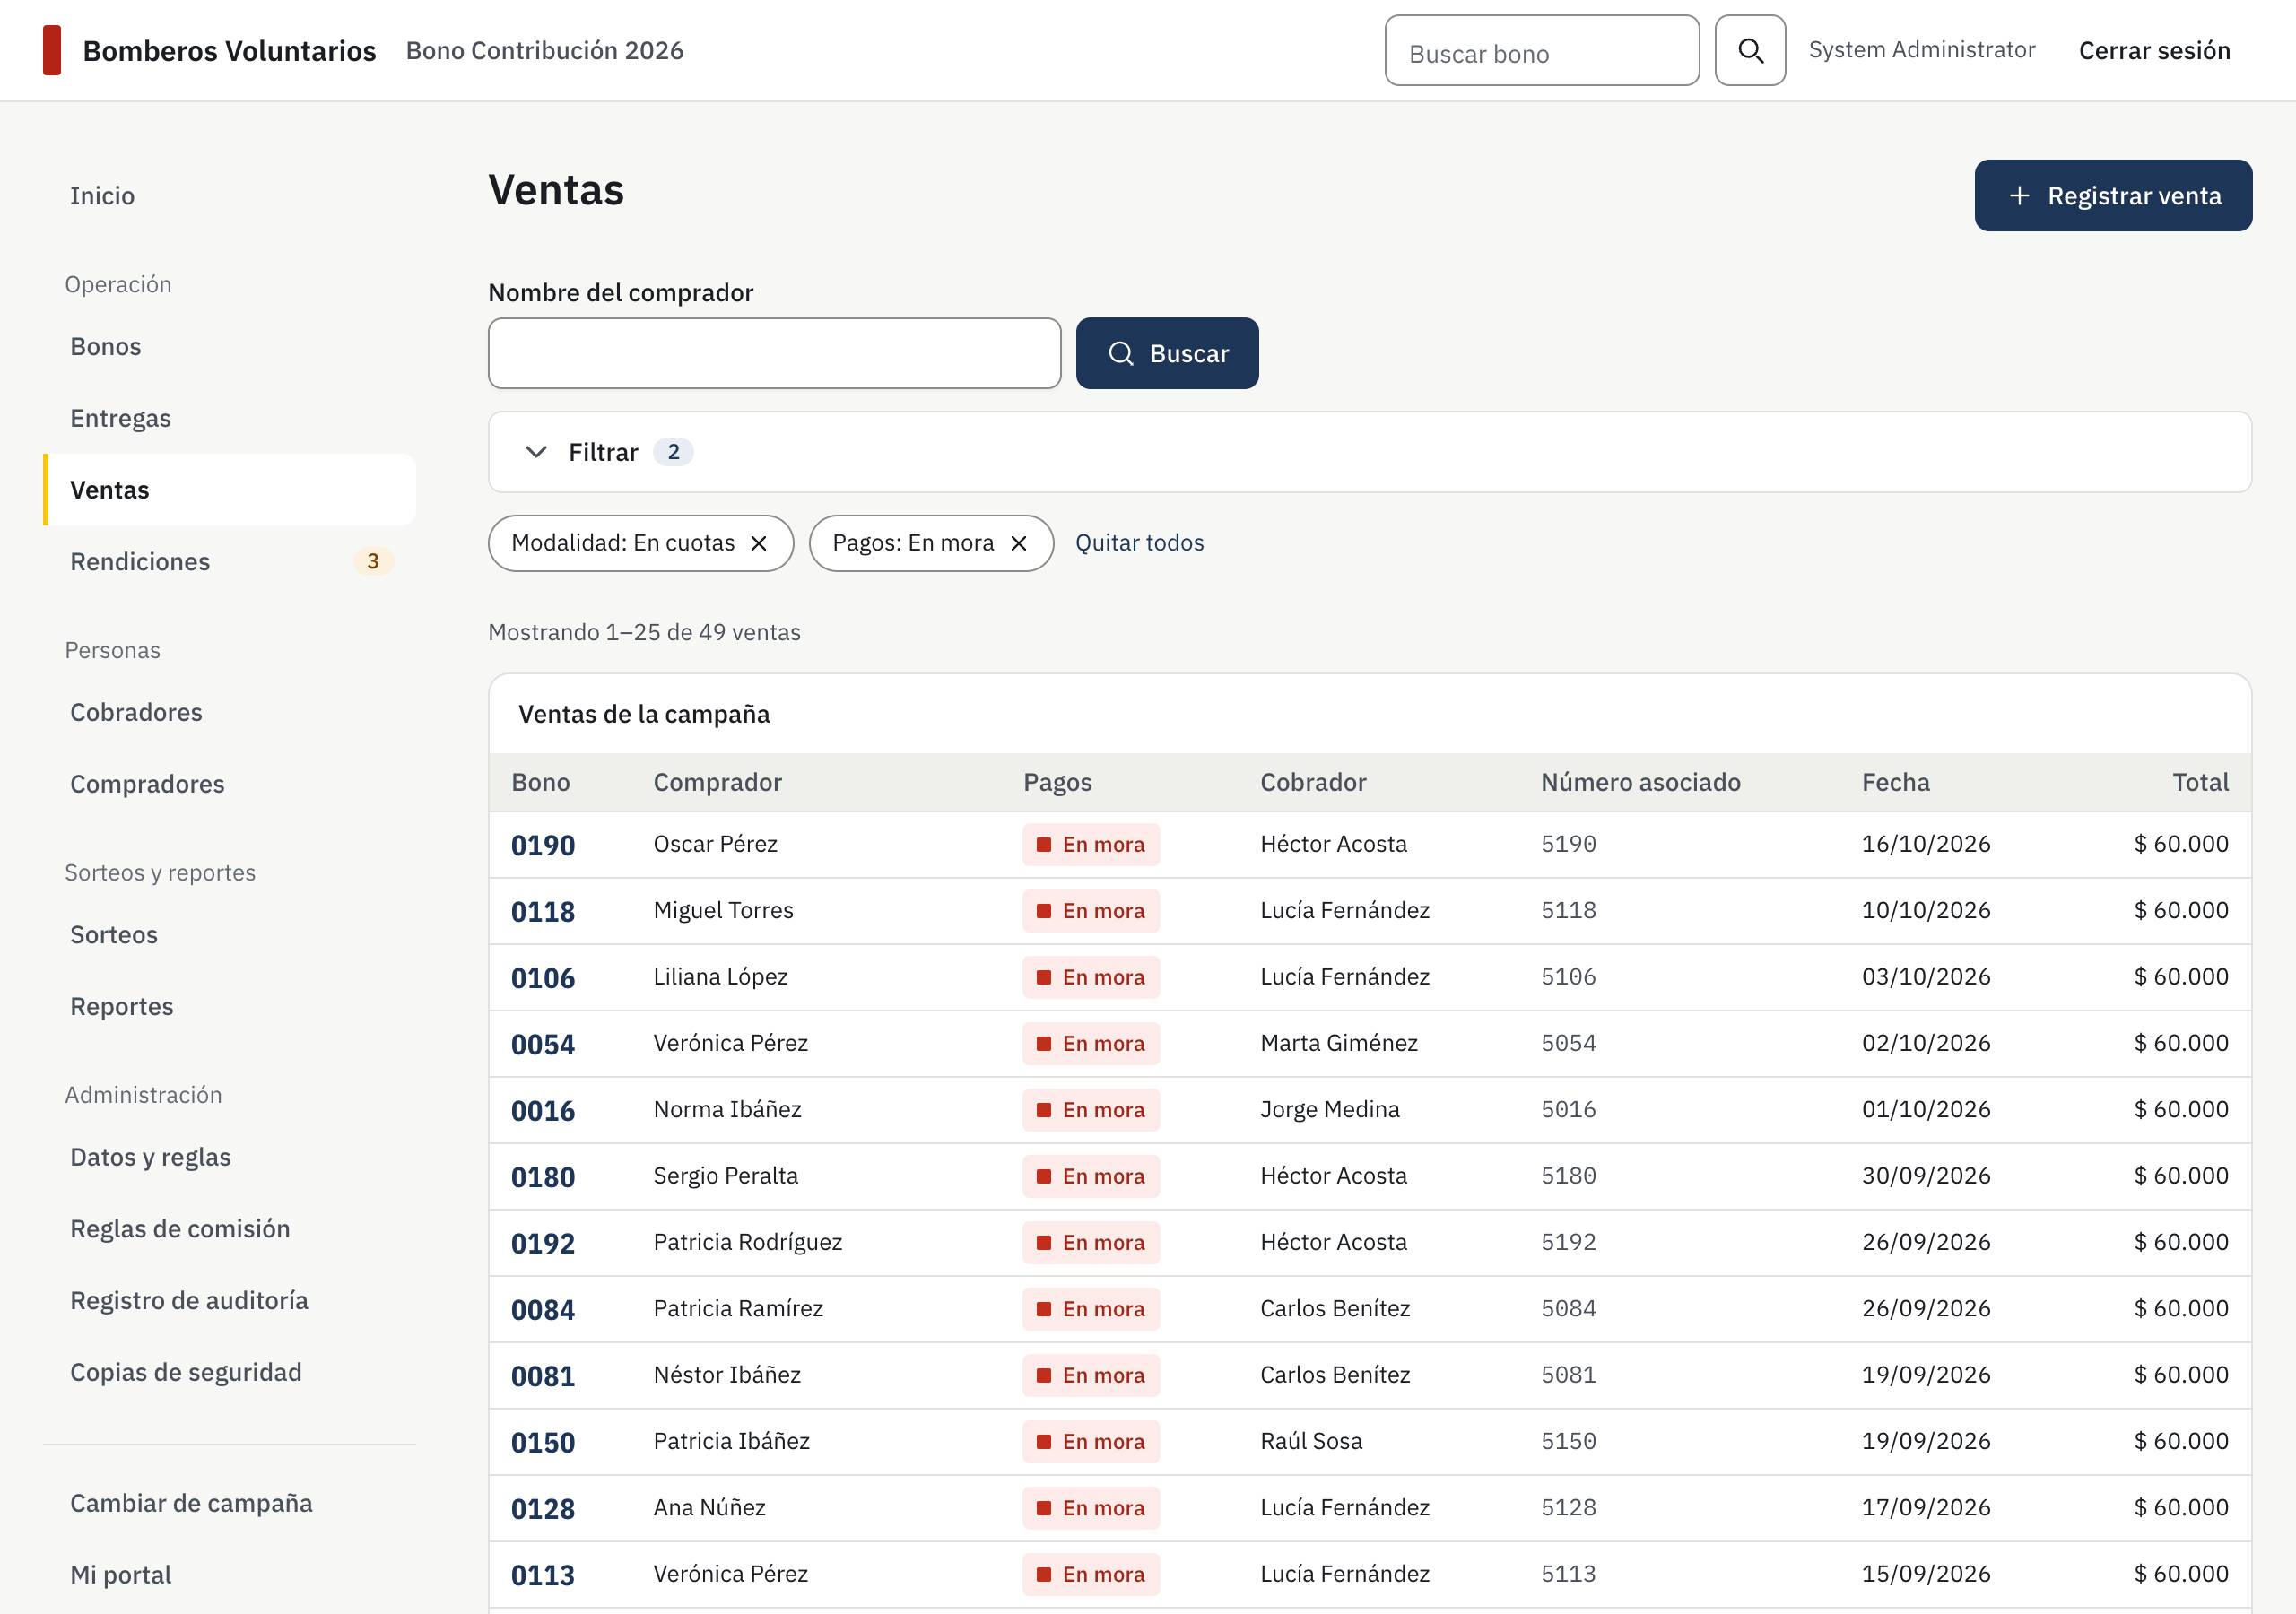 Bomberos Voluntarios Bono Contribución 2026 Buscar bono System Administrator Cerrar sesión
Inicio
Operación
Bonos
Entregas
Ventas
Rendiciones 3
Personas
Cobradores
Compradores
Sorteos y reportes
Sorteos
Reportes
Administración
Datos y reglas
Reglas de comisión
Registro de auditoría
Copias de seguridad
Cambiar de campaña
Mi portal
Ventas
+ Registrar venta
Nombre del comprador
Buscar
Filtrar 2
Modalidad: En cuotas Pagos: En mora Quitar todos
Mostrando 1–25 de 49 ventas
Ventas de la campaña
Bono Comprador Pagos Cobrador Número asociado Fecha Total
0190 Oscar Pérez En mora Héctor Acosta 5190 16/10/2026 $ 60.000
0118 Miguel Torres En mora Lucía Fernández 5118 10/10/2026 $ 60.000
0106 Liliana López En mora Lucía Fernández 5106 03/10/2026 $ 60.000
0054 Verónica Pérez En mora Marta Giménez 5054 02/10/2026 $ 60.000
0016 Norma Ibáñez En mora Jorge Medina 5016 01/10/2026 $ 60.000
0180 Sergio Peralta En mora Héctor Acosta 5180 30/09/2026 $ 60.000
0192 Patricia Rodríguez En mora Héctor Acosta 5192 26/09/2026 $ 60.000
0084 Patricia Ramírez En mora Carlos Benítez 5084 26/09/2026 $ 60.000
0081 Néstor Ibáñez En mora Carlos Benítez 5081 19/09/2026 $ 60.000
0150 Patricia Ibáñez En mora Raúl Sosa 5150 19/09/2026 $ 60.000
0128 Ana Núñez En mora Lucía Fernández 5128 17/09/2026 $ 60.000
0113 Verónica Pérez En mora Lucía Fernández 5113 15/09/2026 $ 60.000